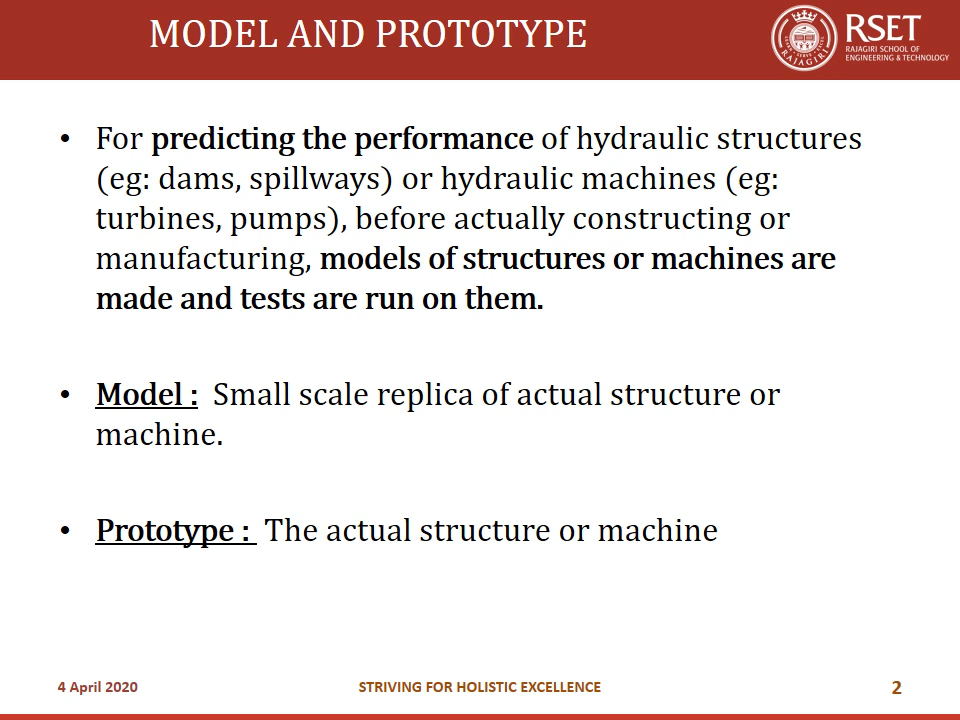 MODEL AND PROTOTYPE
RSET
RAJAGIRI SCHOOL OF
ENGINEERING & TECHNOLOGY
RAJAGIRI
• For predicting the performance of hydraulic structures
(eg: dams, spillways) or hydraulic machines (eg:
turbines, pumps), before actually constructing or
manufacturing, models of structures or machines are
made and tests are run on them.
• Model : Small scale replica of actual structure or
machine.
• Prototype : The actual structure or machine
4 April 2020
STRIVING FOR HOLISTIC EXCELLENCE
2